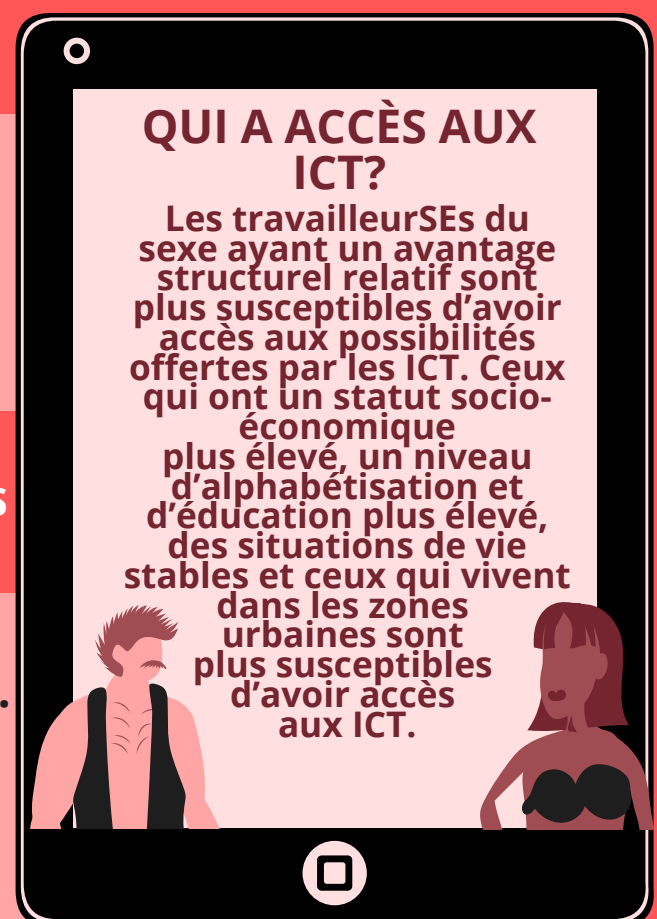 QUI A ACCÈS AUX
ICT?
Les travailleurSEs du
sexe ayant un avantage
structurel relatif sont
plus susceptibles d’avoir
accès aux possibilités
offertes par les ICT. Ceux
qui ont un statut socio-
économique
plus élevé, un niveau
d’alphabétisation et
d’éducation plus élevé,
des situations de vie
stables et ceux qui vivent
dans les zones
urbaines sont
plus susceptibles
d’avoir accès
aux ICT.
S
.